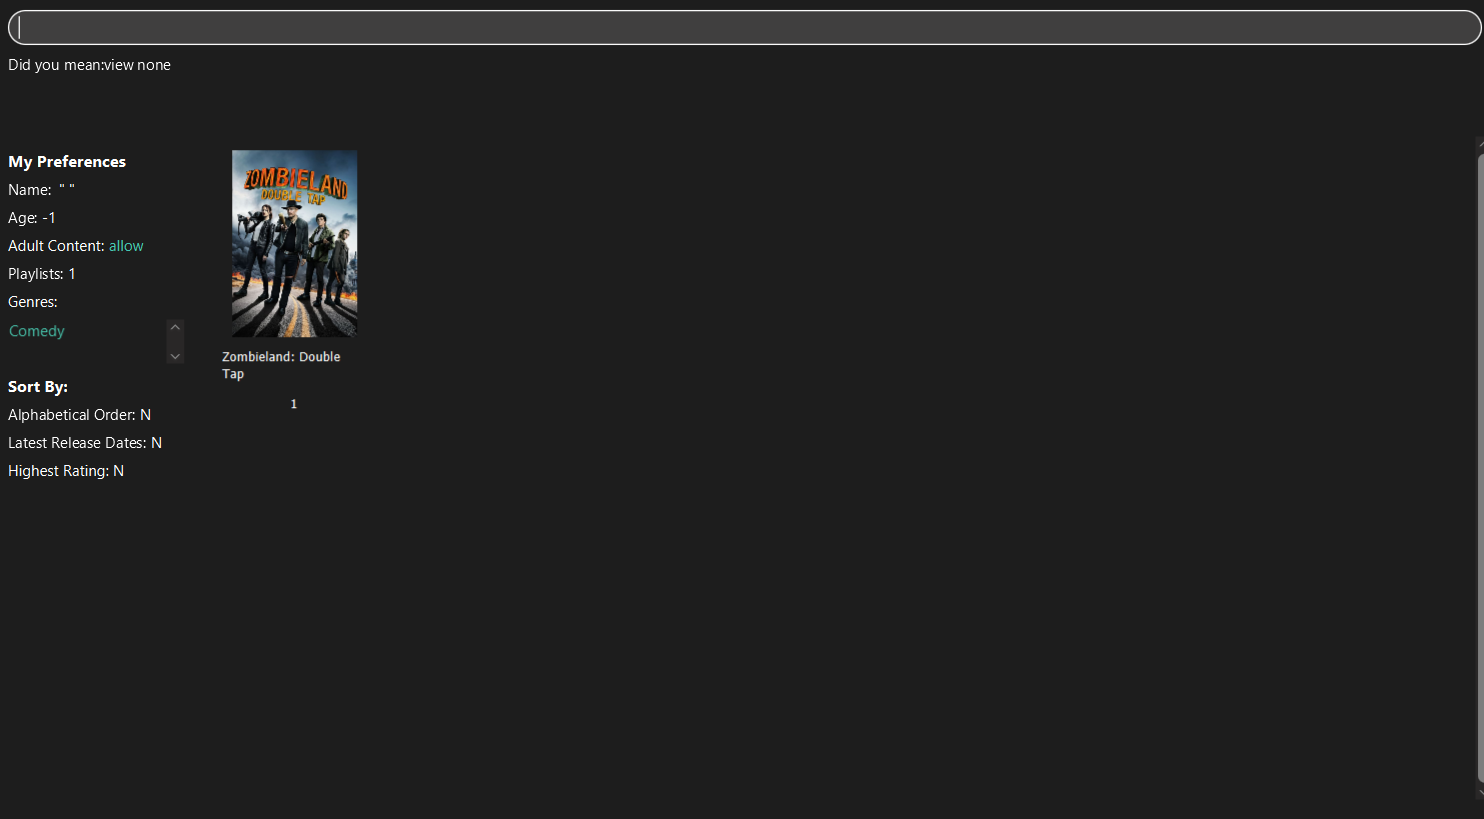 Did you mean:view none
My Preferences
Name: " "
Age: -1
Adult Content: allow
Playlists: 1
Genres:
Comedy
Sort By:
Alphabetical Order: N
Latest Release Dates: N
Highest Rating: N
ZOMBIELAND
DOUBLE TAP
Zombieland: Double
Tap
1